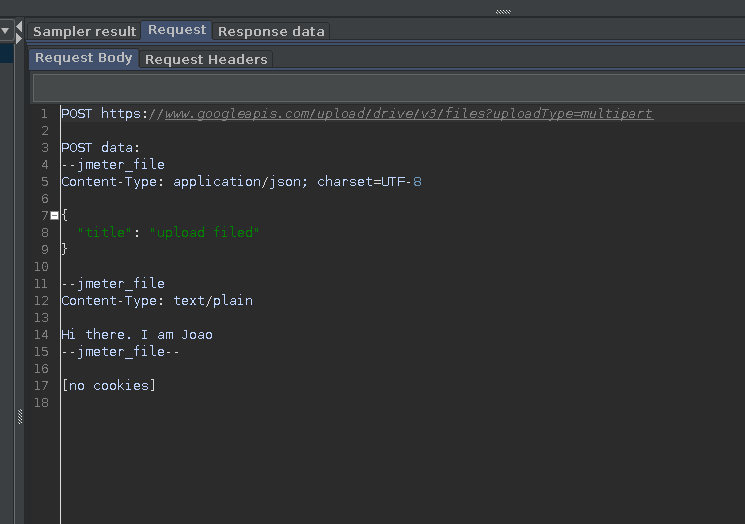 Sampler result Request Response data
Request Body Request Headers
1 POST https://www.googleapis.com/upload/drive/v3/files?uploadType=multipart
2
3 POST data:
4 --jmeter_file
5 Content-Type: application/json; charset=UTF-8
6
7 {
8 "title": "upload filed"
9 }
10
11 --jmeter_file
12 Content-Type: text/plain
13
14 Hi there. I am Joao
15 --jmeter_file--
16
17 [no cookies]
18